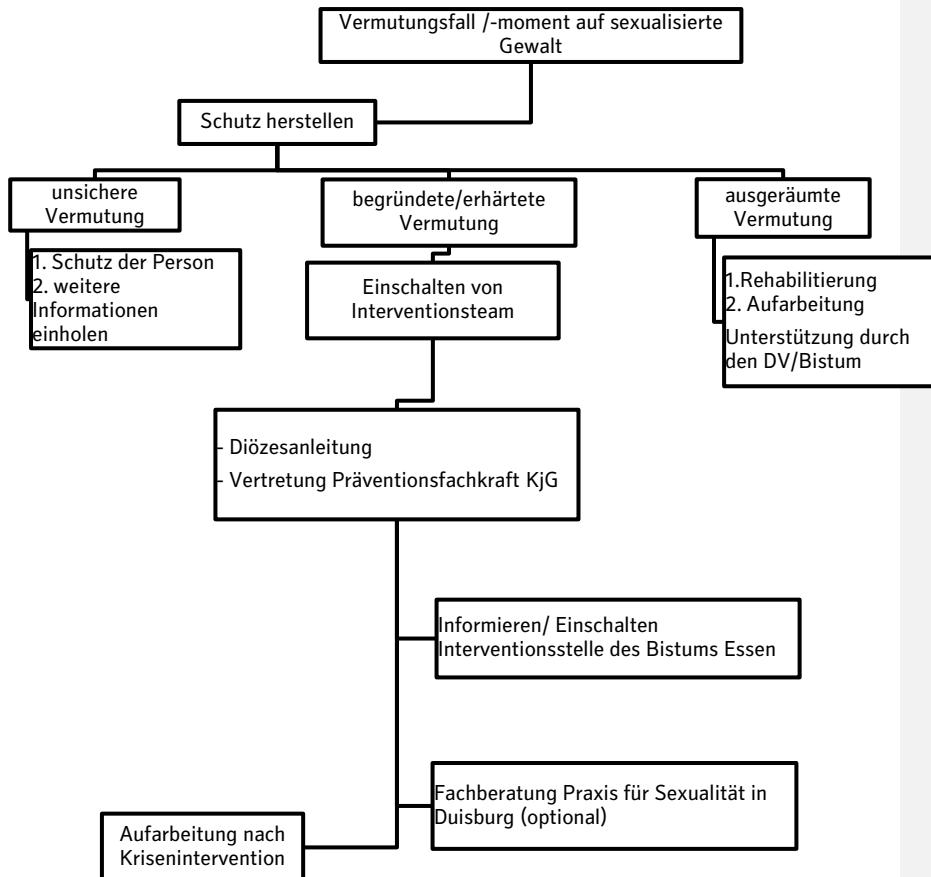 Vermutungsfall /-moment auf sexualisierte
Gewalt
Schutz herstellen
unsichere
Vermutung
begründete/erhärtete
Vermutung
ausgeräumte
Vermutung
1. Schutz der Person
2. weitere
Informationen
einholen
Einschalten von
Interventionsteam
1.Rehabilitierung
2. Aufarbeitung
Unterstützung durch
den DV/Bistum
- Diözesanleitung
- Vertretung Präventionsfachkraft KjG
Informieren/ Einschalten
Interventionsstelle des Bistums Essen
Fachberatung Praxis für Sexualität in
Duisburg (optional)
Aufarbeitung nach
Krisenintervention